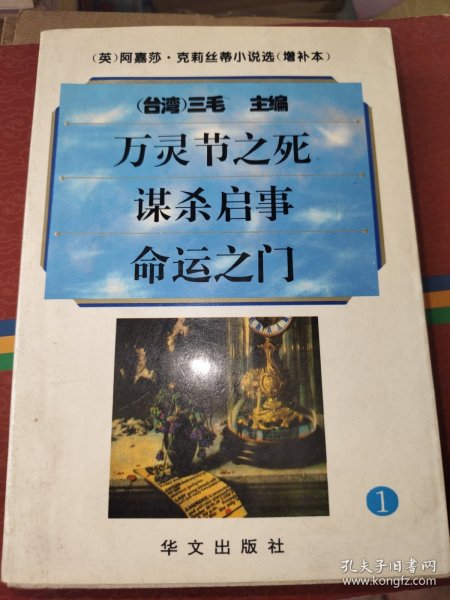 (英)阿嘉莎·克莉丝蒂小说选(增补本)
(台湾)三毛 主编
万灵节之死
谋杀启事
命运之门
1
华文出版社
孔夫子旧书网
www.kongfz.com